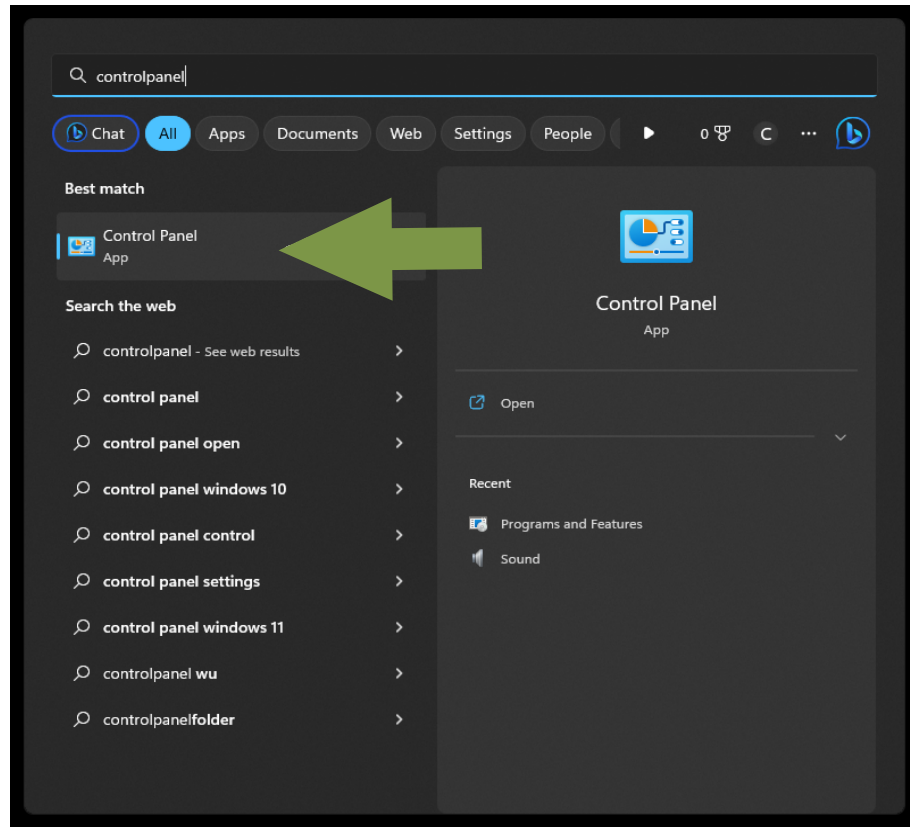 controlpanel
Chat All Apps Documents Web Settings People 0 C ...
Best match
Control Panel
App
Search the web
controlpanel - See web results
control panel
control panel open
control panel windows 10
control panel control
control panel settings
control panel windows 11
controlpanel wu
controlpanelfolder
Control Panel
App
Open
Recent
Programs and Features
Sound